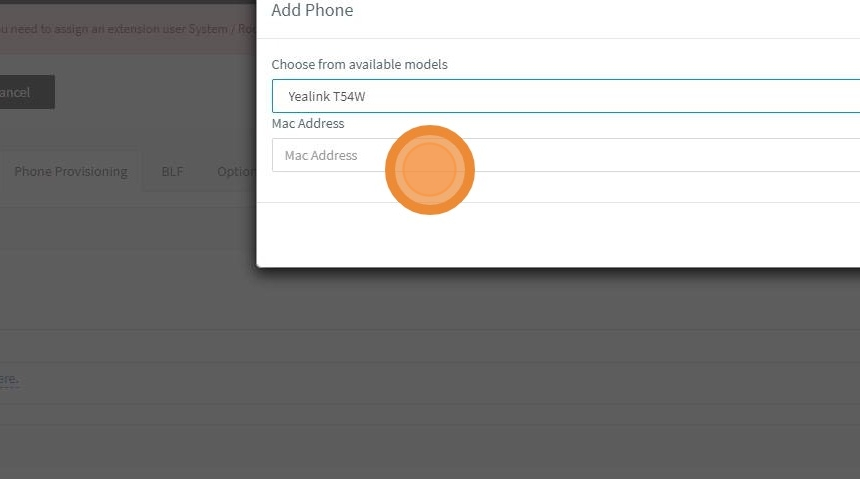 Add Phone
u need to assign an extension user System / Ro
Choose from available models
ancel
Yealink T54W
Mac Address
Mac Address
Phone Provisioning BLF Option
ere.